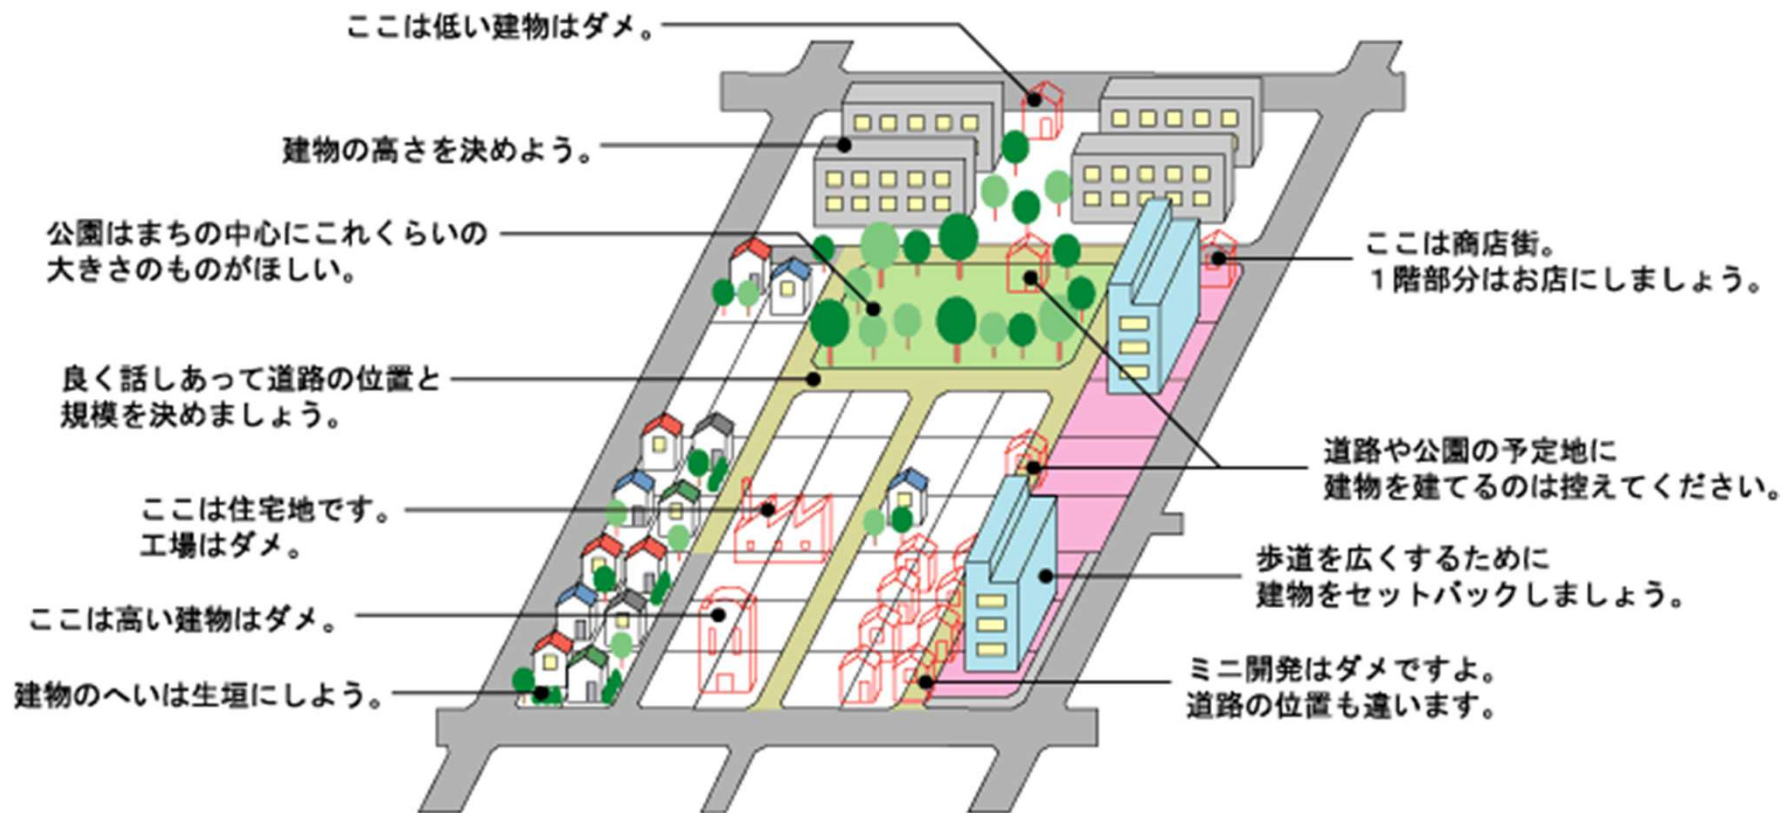 ここは低い建物はダメ。
建物の高さを決めよう。
公園はまちの中心にこれくらいの
大きさのものがほしい。
良く話しあって道路の位置と
規模を決めましょう。
ここは住宅地です。
工場はダメ。
ここは高い建物はダメ。
建物のへいは生垣にしよう。
ここは商店街。
1階部分はお店にしましょう。
道路や公園の予定地に
建物を建てるのは控えてください。
歩道を広くするために
建物をセットバックしましょう。
ミニ開発はダメですよ。
道路の位置も違います。